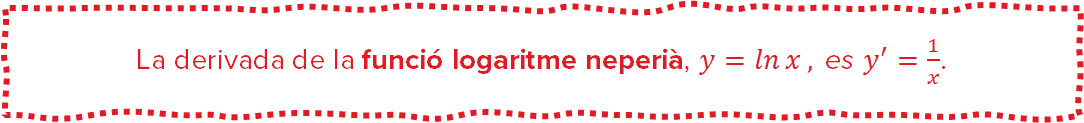 La derivada de la funció logaritme neperià, y = ln x , es y′ = 1/x.